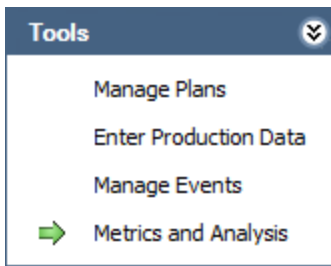 Tools
Manage Plans
Enter Production Data
Manage Events
Metrics and Analysis